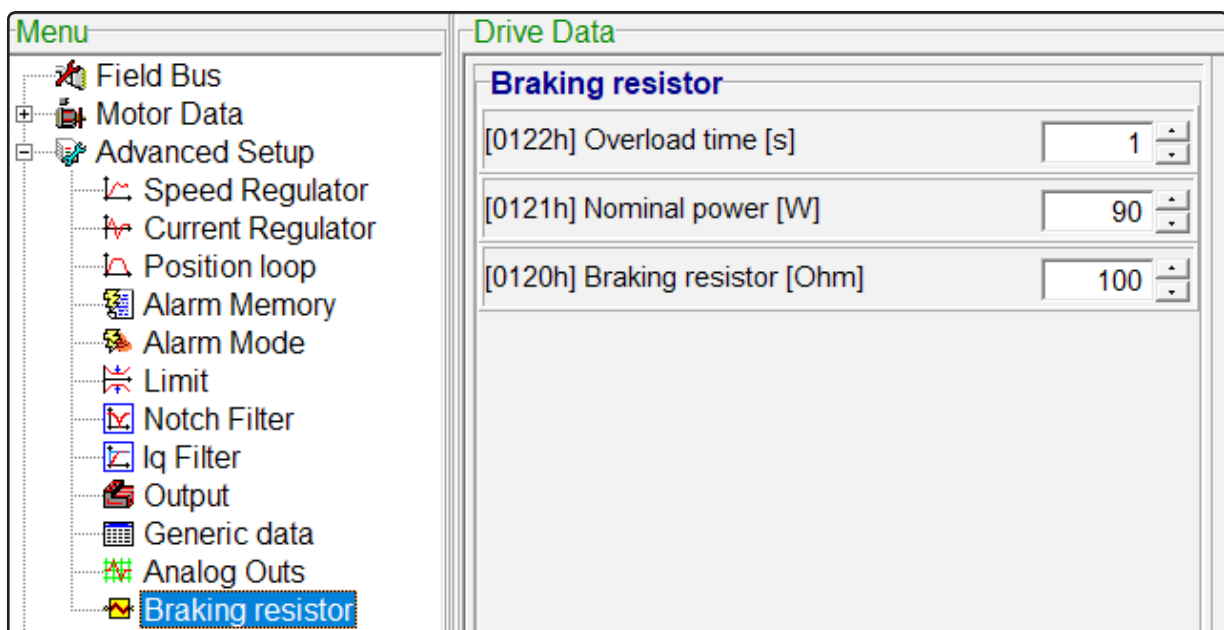 Menu
Field Bus
Motor Data
Advanced Setup
Speed Regulator
Current Regulator
Position loop
Alarm Memory
Alarm Mode
Limit
Notch Filter
Iq Filter
Output
Generic data
Analog Outs
Braking resistor
Drive Data
Braking resistor
[0122h] Overload time [s] 1
[0121h] Nominal power [W] 90
[0120h] Braking resistor [Ohm] 100